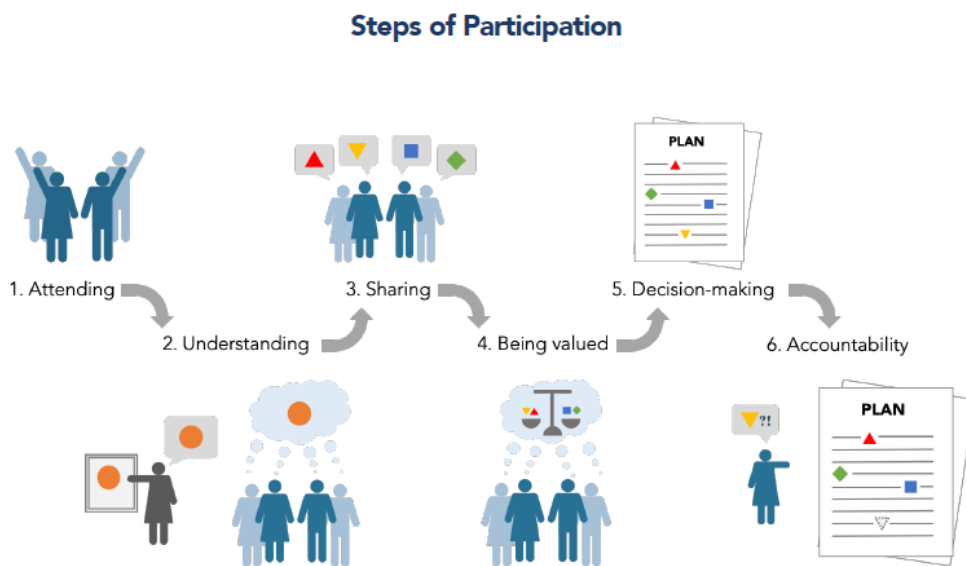 Steps of Participation
PLAN
1. Attending
3. Sharing
5. Decision-making
2. Understanding
4. Being valued
6. Accountability
?!
PLAN